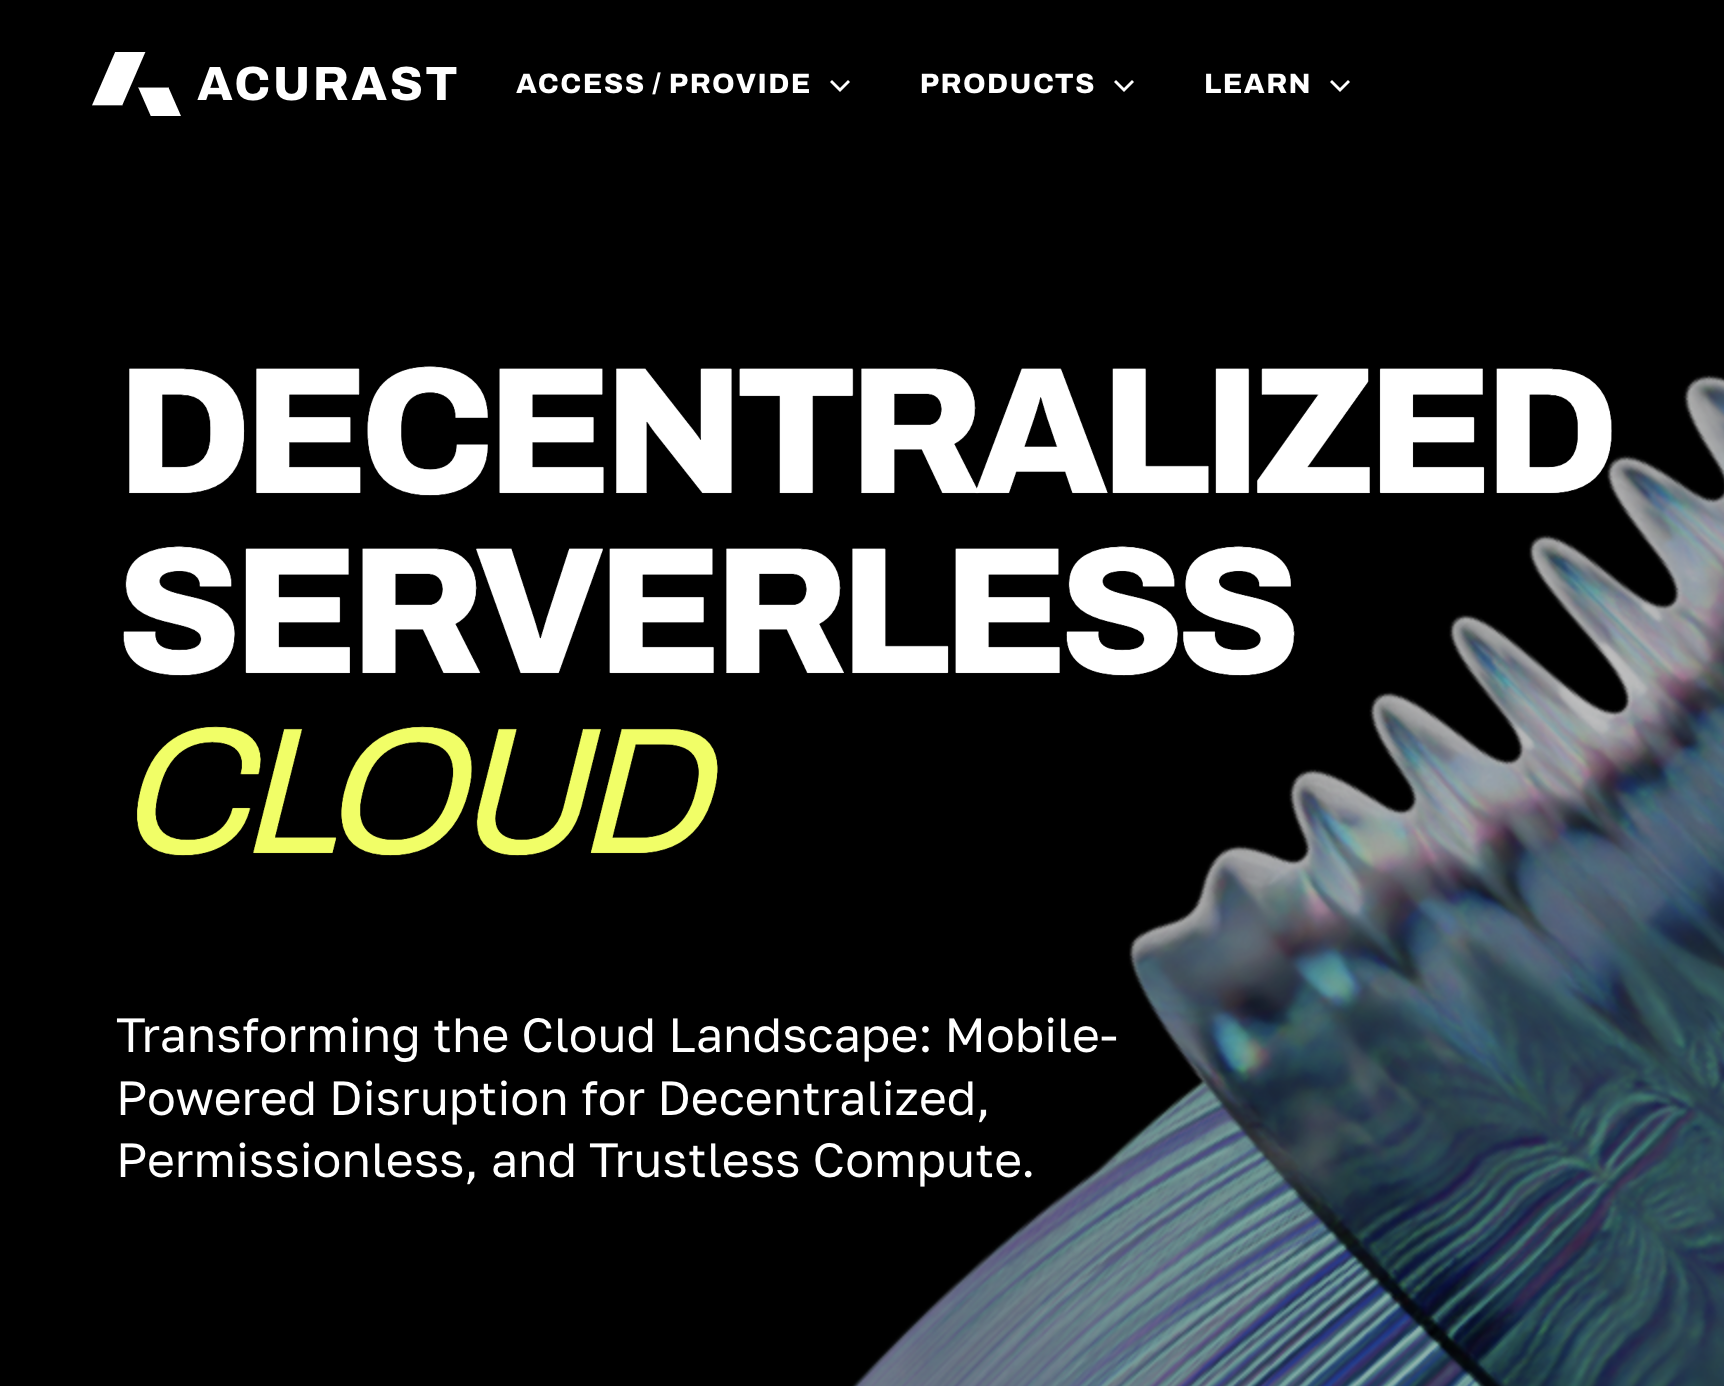 ACURAST
ACCESS / PROVIDE
PRODUCTS
LEARN
DECENTRALIZED
SERVERLESS
CLOUD
Transforming the Cloud Landscape: Mobile-
Powered Disruption for Decentralized,
Permissionless, and Trustless Compute.